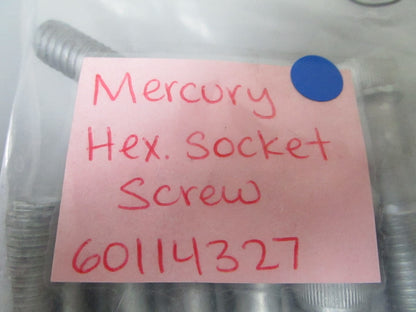 Mercury
Hex. Socket
Screw
60114327